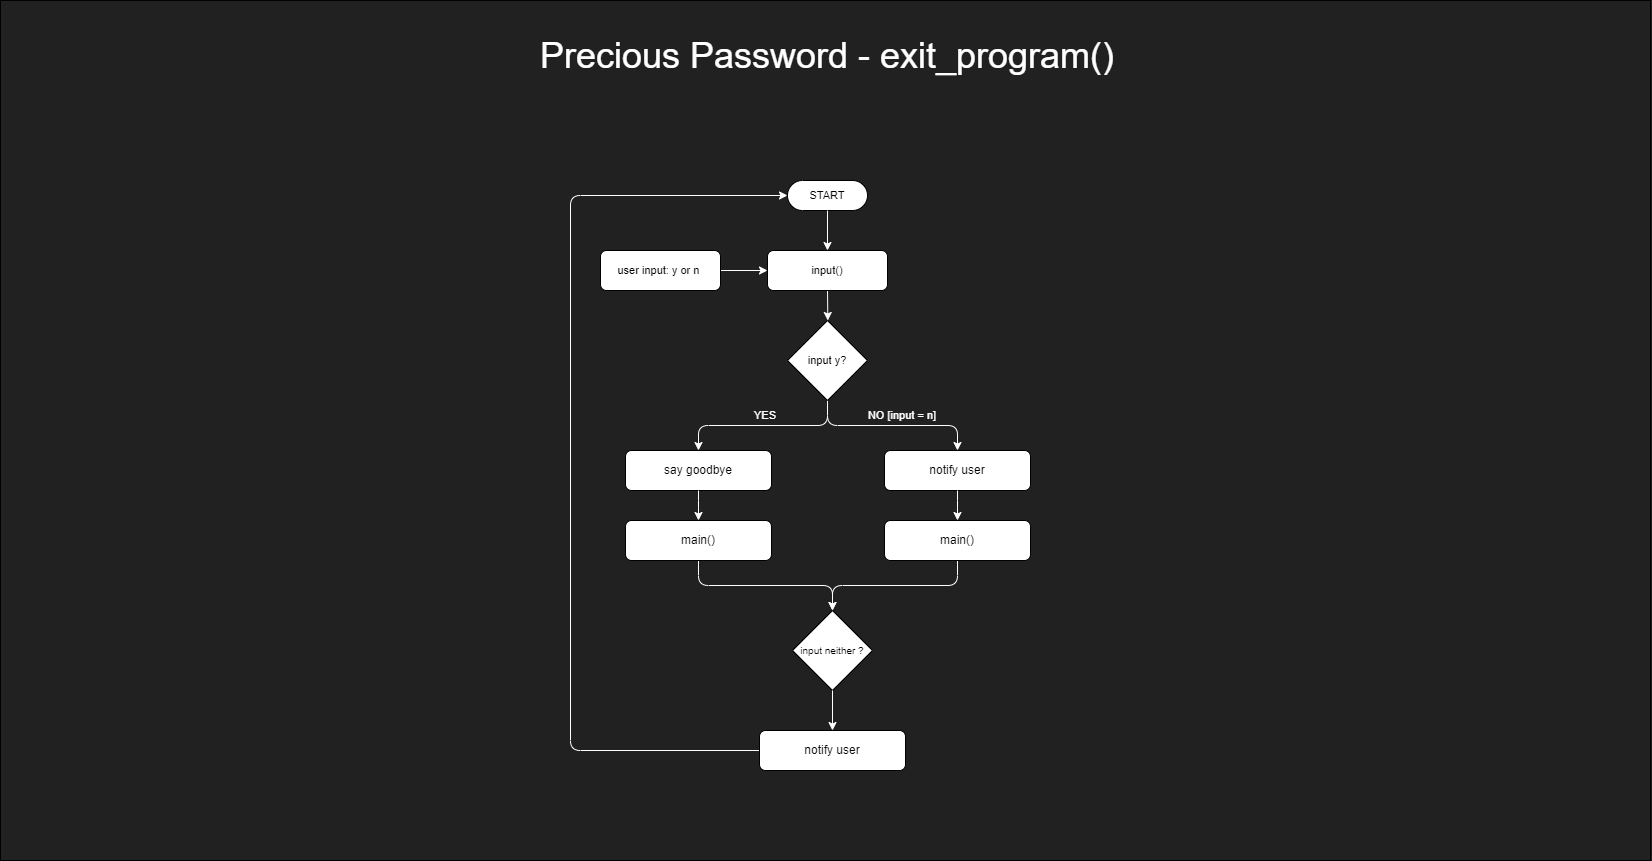 Precious Password - exit_program()
START
user input: y or n
input()
input y?
YES
NO [input = n]
say goodbye
notify user
main()
main()
input neither ?
notify user